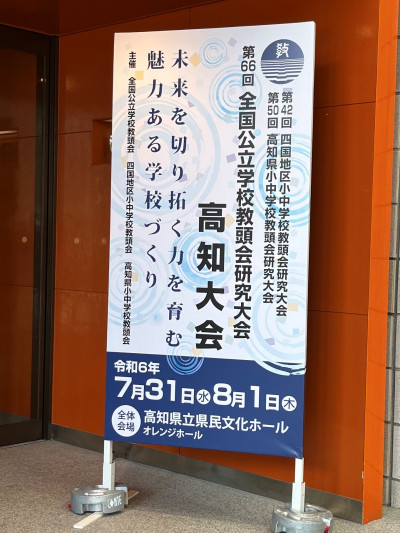 教
第42回 四国地区小中学校教頭会研究大会
第50回 高知県小中学校教頭会研究大会
第66回 全国公立学校教頭会研究大会
高知大会
未来を切り拓く力を育む
魅力ある学校づくり
主催 全国公立学校教頭会 四国地区小中学校教頭会 高知県小中学校教頭会
令和6年
7月31日水8月1日木
全体会場 高知県立県民文化ホール
オレンジホール